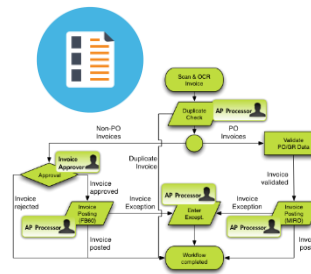 Scan & OCR
Invoice
Duplicate
Check
AP Processor
Non-PO
Invoices
PO
Invoices
Invoice
Approver
Duplicate
Invoice
Validate
PO/GR Data
Approval
Invoice
rejected
Invoice
approved
AP Processor
Invoice
validated
AP Processor
Invoice
Posting
(FB60)
Invoice
Exception
Enter
Except.
Invoice
Exception
AP Processor
Invoice
Posting
(MIRO)
Invoice
posted
Invoice
Workflow
completed